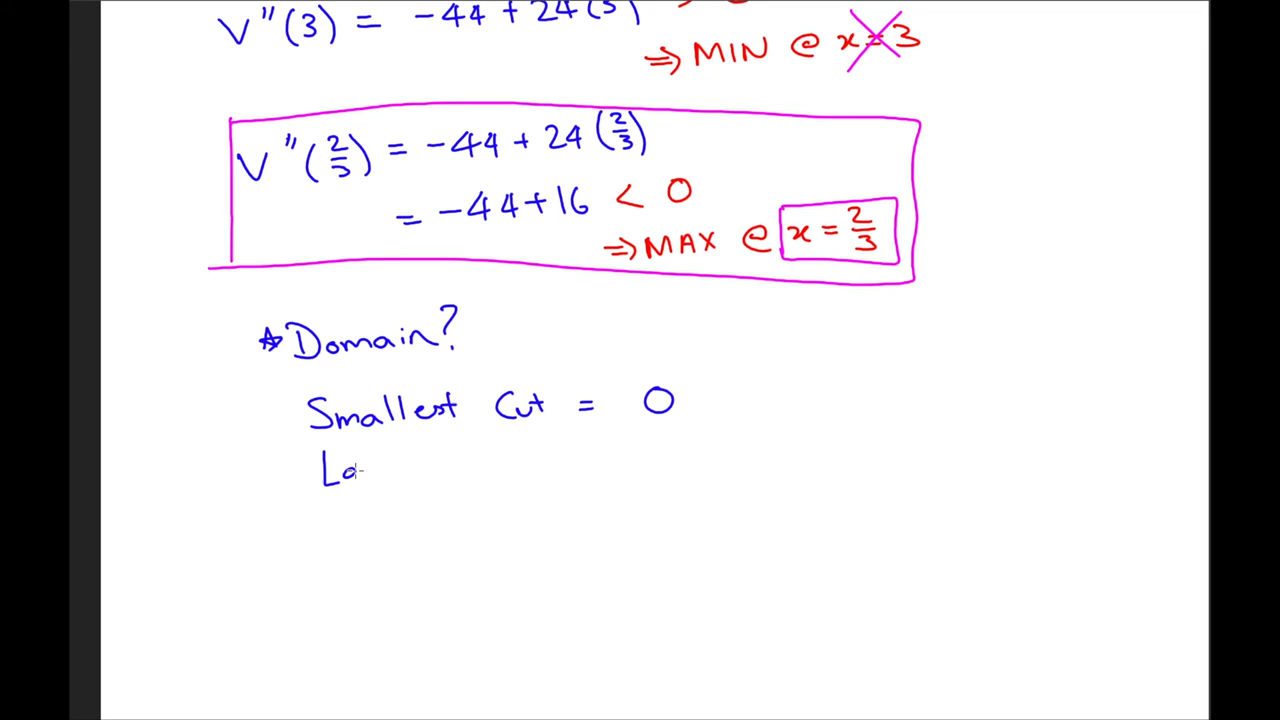 V''(3) = -44 + 24(3)
⇒ MIN @ x = 3
V''(2/3) = -44 + 24(2/3)
= -44 + 16 < 0
⇒ MAX @ x = 2/3
* Domain?
Smallest Cut = 0
La